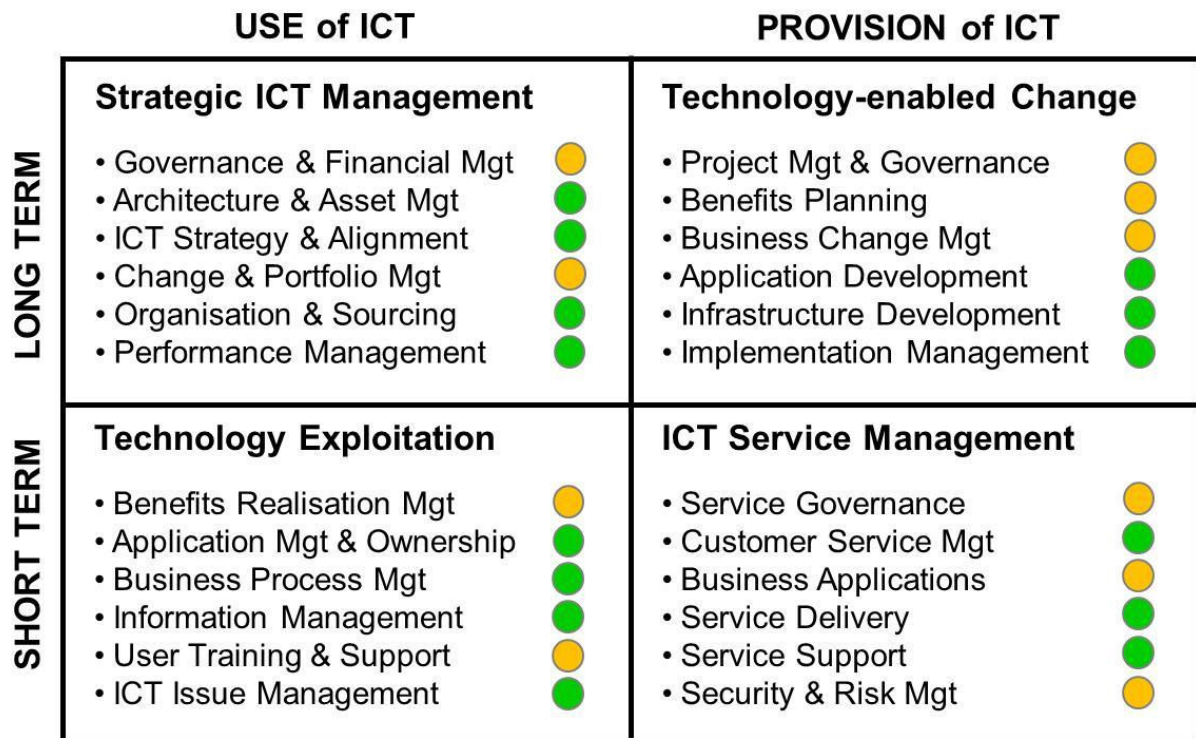 USE of ICT
PROVISION of ICT
LONG TERM
Strategic ICT Management
• Governance & Financial Mgt
• Architecture & Asset Mgt
• ICT Strategy & Alignment
• Change & Portfolio Mgt
• Organisation & Sourcing
• Performance Management
Technology-enabled Change
• Project Mgt & Governance
• Benefits Planning
• Business Change Mgt
• Application Development
• Infrastructure Development
• Implementation Management
SHORT TERM
Technology Exploitation
• Benefits Realisation Mgt
• Application Mgt & Ownership
• Business Process Mgt
• Information Management
• User Training & Support
• ICT Issue Management
ICT Service Management
• Service Governance
• Customer Service Mgt
• Business Applications
• Service Delivery
• Service Support
• Security & Risk Mgt